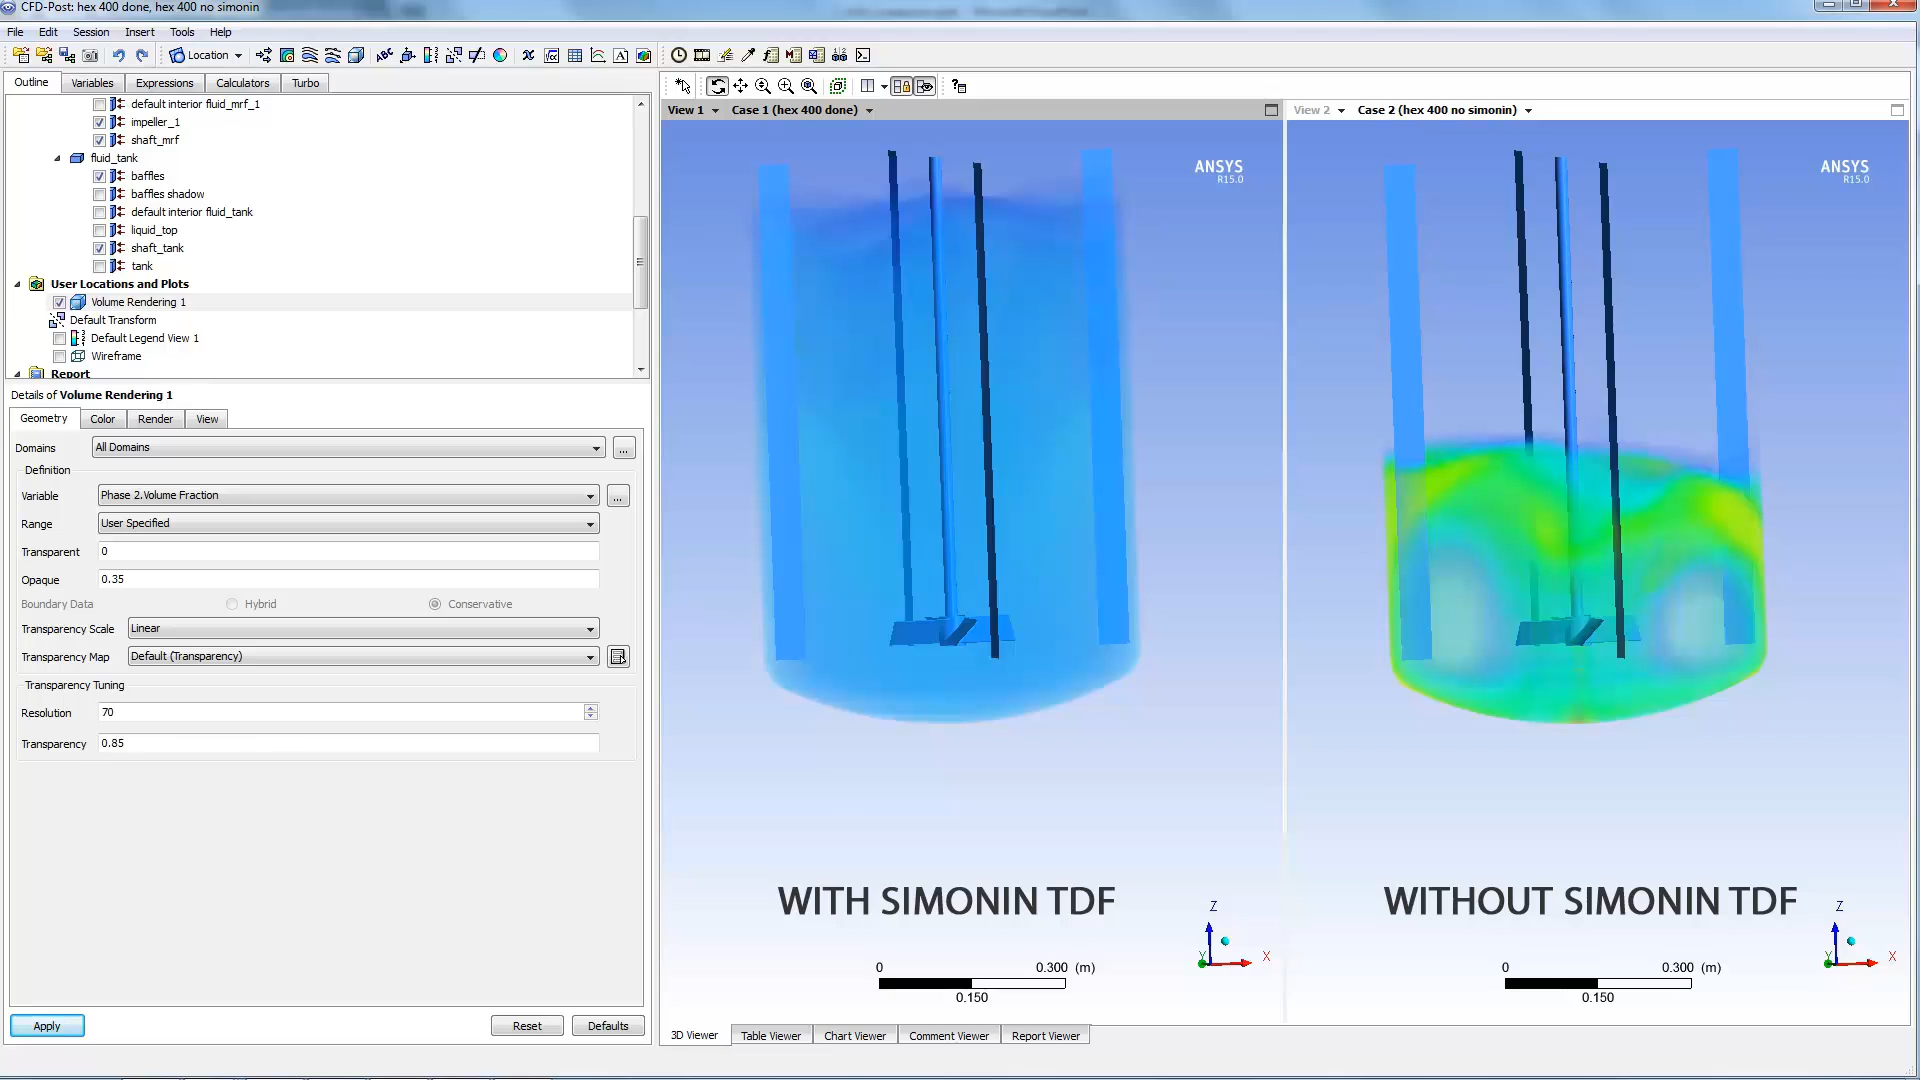 CFD-Post: hex 400 done, hex 400 no simonin
File Edit Session Insert Tools Help
Location
Outline Variables Expressions Calculators Turbo
default interior fluid_mrf_1
impeller_1
shaft_mrf
fluid_tank
baffles
baffles shadow
default interior fluid_tank
liquid_top
shaft_tank
tank
User Locations and Plots
Volume Rendering 1
Default Transform
Default Legend View 1
Wireframe
Report
Details of Volume Rendering 1
Geometry Color Render View
Domains All Domains ...
Definition
Variable Phase 2.Volume Fraction ...
Range User Specified
Transparent 0
Opaque 0.35
Boundary Data Hybrid Conservative
Transparency Scale Linear
Transparency Map Default (Transparency)
Transparency Tuning
Resolution 70
Transparency 0.85
Apply Reset Defaults
View 1 Case 1 (hex 400 done)
ANSYS
R15.0
WITH SIMONIN TDF
Z
Y X
0 0.300 (m)
0.150
View 2 Case 2 (hex 400 no simonin)
ANSYS
R15.0
WITHOUT SIMONIN TDF
Z
Y X
0 0.300 (m)
0.150
3D Viewer Table Viewer Chart Viewer Comment Viewer Report Viewer